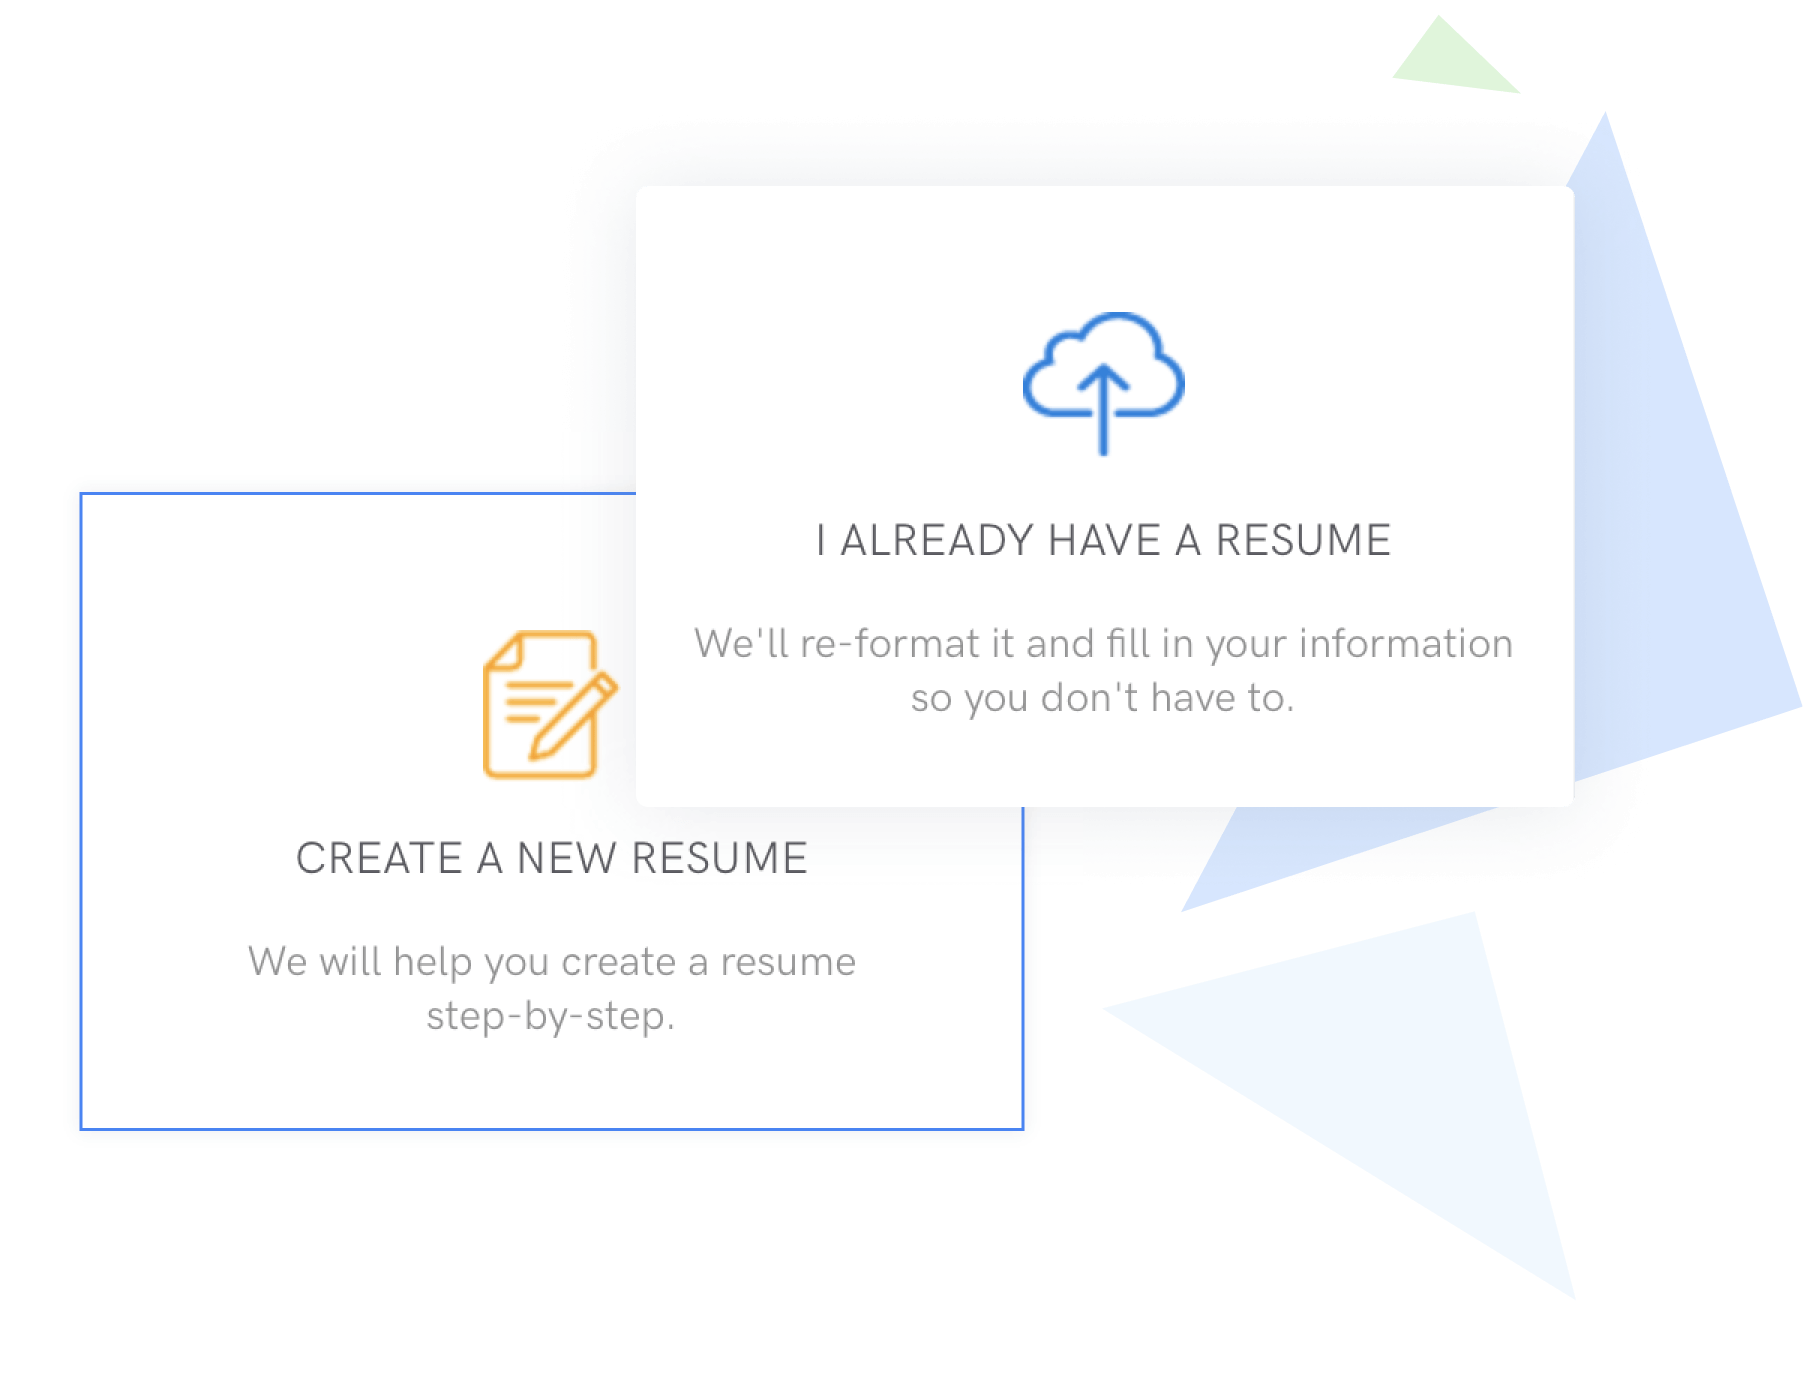 I ALREADY HAVE A RESUME
We'll re-format it and fill in your information
so you don't have to.
CREATE A NEW RESUME
We will help you create a resume
step-by-step.